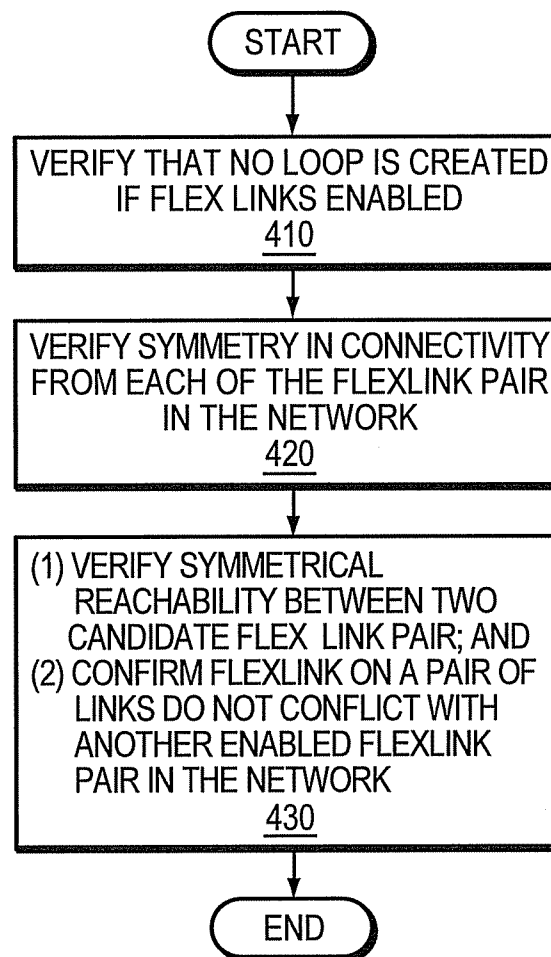 START
VERIFY THAT NO LOOP IS CREATED
IF FLEX LINKS ENABLED
410
VERIFY SYMMETRY IN CONNECTIVITY
FROM EACH OF THE FLEXLINK PAIR
IN THE NETWORK
420
(1) VERIFY SYMMETRICAL
REACHABILITY BETWEEN TWO
CANDIDATE FLEX LINK PAIR; AND
(2) CONFIRM FLEXLINK ON A PAIR OF
LINKS DO NOT CONFLICT WITH
ANOTHER ENABLED FLEXLINK
PAIR IN THE NETWORK
430
END